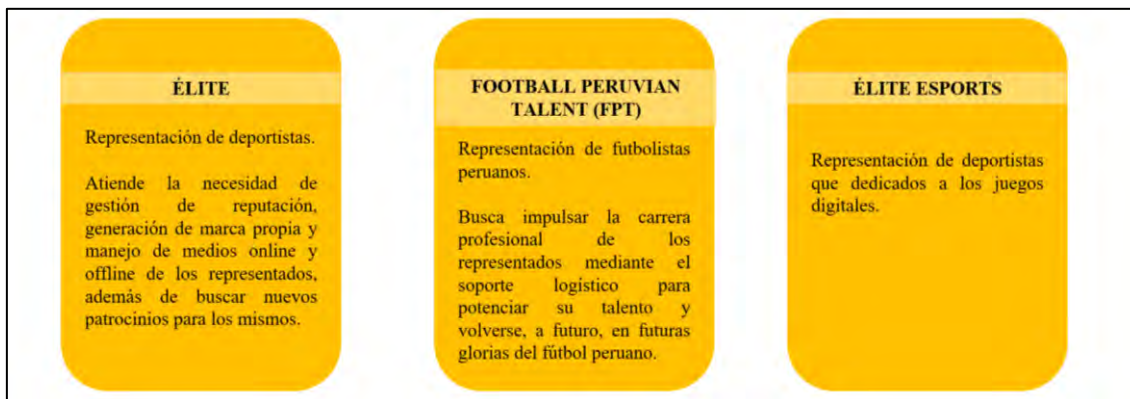 ÉLITE
Representación de deportistas.
Atiende la necesidad de
gestión de reputación,
generación de marca propia y
manejo de medios online y
offline de los representados,
además de buscar nuevos
patrocinios para los mismos.
FOOTBALL PERUVIAN
TALENT (FPT)
Representación de futbolistas
peruanos.
Busca impulsar la carrera
profesional de los
representados mediante el
soporte logístico para
potenciar su talento y
volverse, a futuro, en futuras
glorias del fútbol peruano.
ÉLITE ESPORTS
Representación de deportistas
que dedicados a los juegos
digitales.